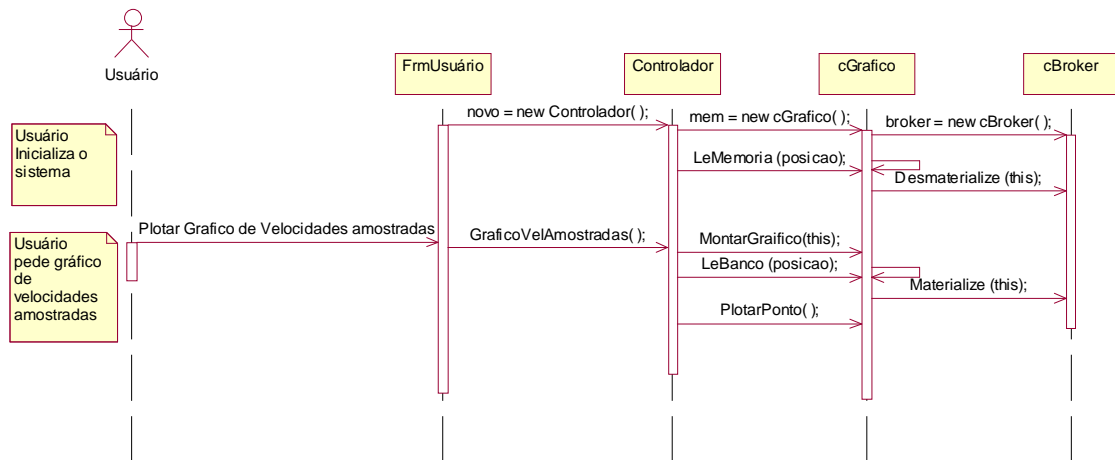 Usuário
FrmUsuário
Controlador
cGrafico
cBroker
Usuário
Inicializa o
sistema
novo = new Controlador( );
mem = new cGrafico( );
broker = new cBroker( );
LeMemoria (posicao);
Desmaterialize (this);
Usuário
pede gráfico
de
velocidades
amostradas
Plotar Grafico de Velocidades amostradas
GraficoVelAmostradas( );
MontarGraifico(this);
LeBanco (posicao);
Materialize (this);
PlotarPonto( );